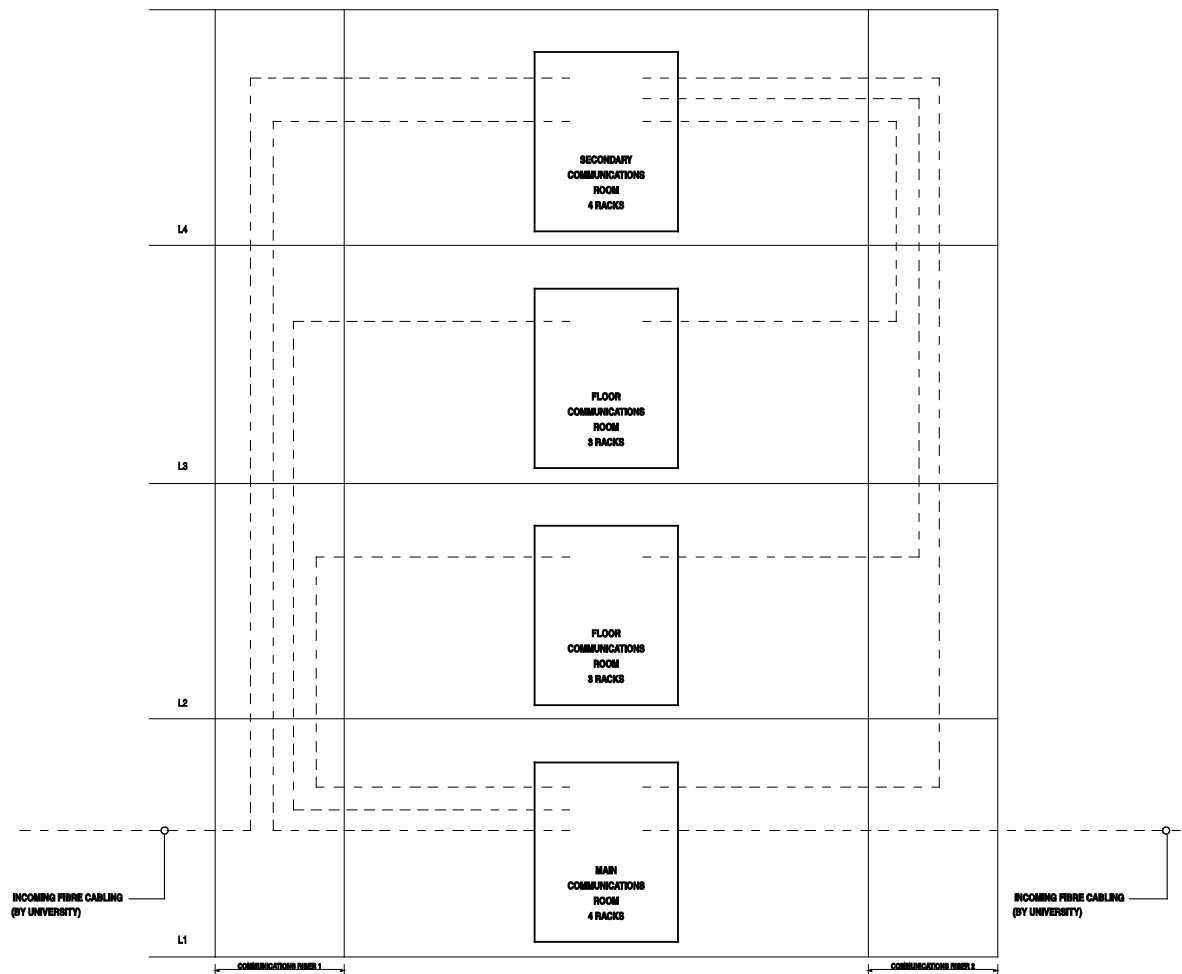 SECONDARY
COMMUNICATIONS
ROOM
4 RACKS
L4
FLOOR
COMMUNICATIONS
ROOM
3 RACKS
L3
FLOOR
COMMUNICATIONS
ROOM
3 RACKS
L2
MAIN
COMMUNICATIONS
ROOM
4 RACKS
INCOMING FIBRE CABLING
(BY UNIVERSITY)
INCOMING FIBRE CABLING
(BY UNIVERSITY)
L1
COMMUNICATIONS RISER 1
COMMUNICATIONS RISER 2